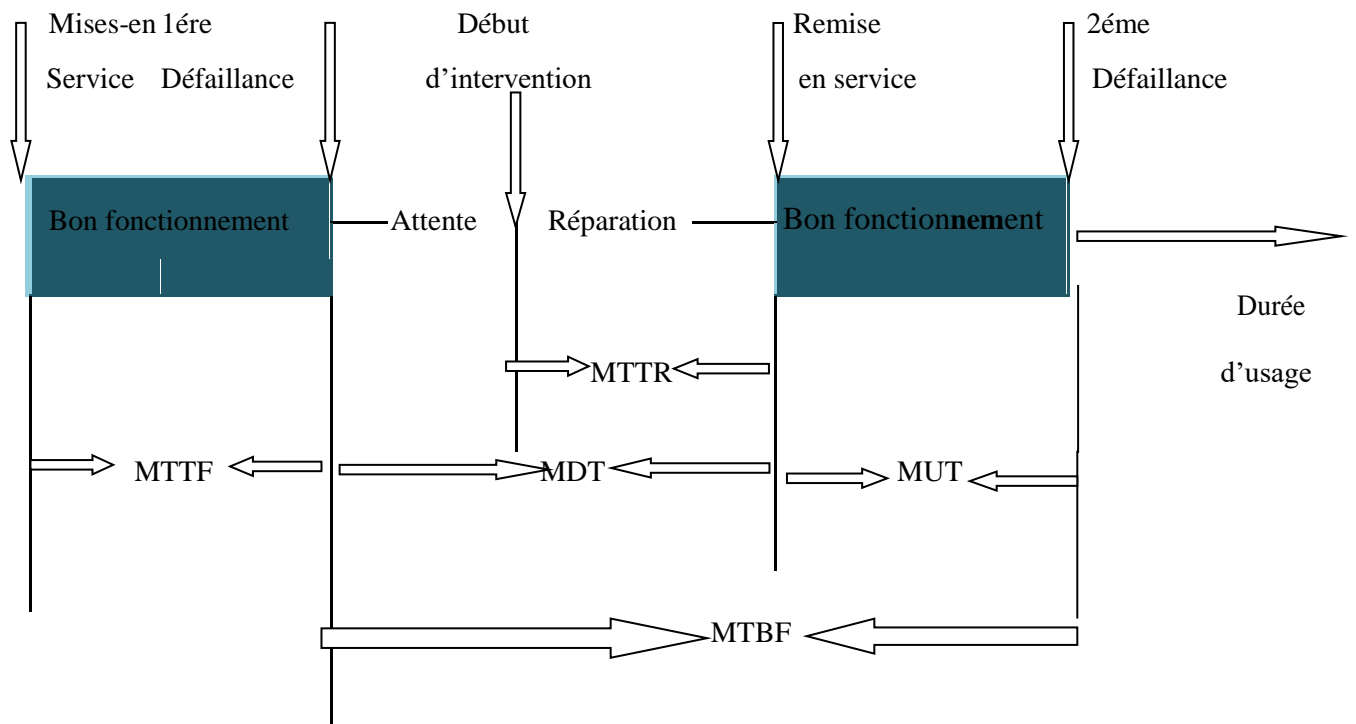 Mises-en 1ére Début Remise 2éme
Service Défaillance d’intervention en service Défaillance
Bon fonctionnement Attente Réparation Bon fonctionnement
Durée
MTTR
d’usage
MTTF MDT MUT
MTBF